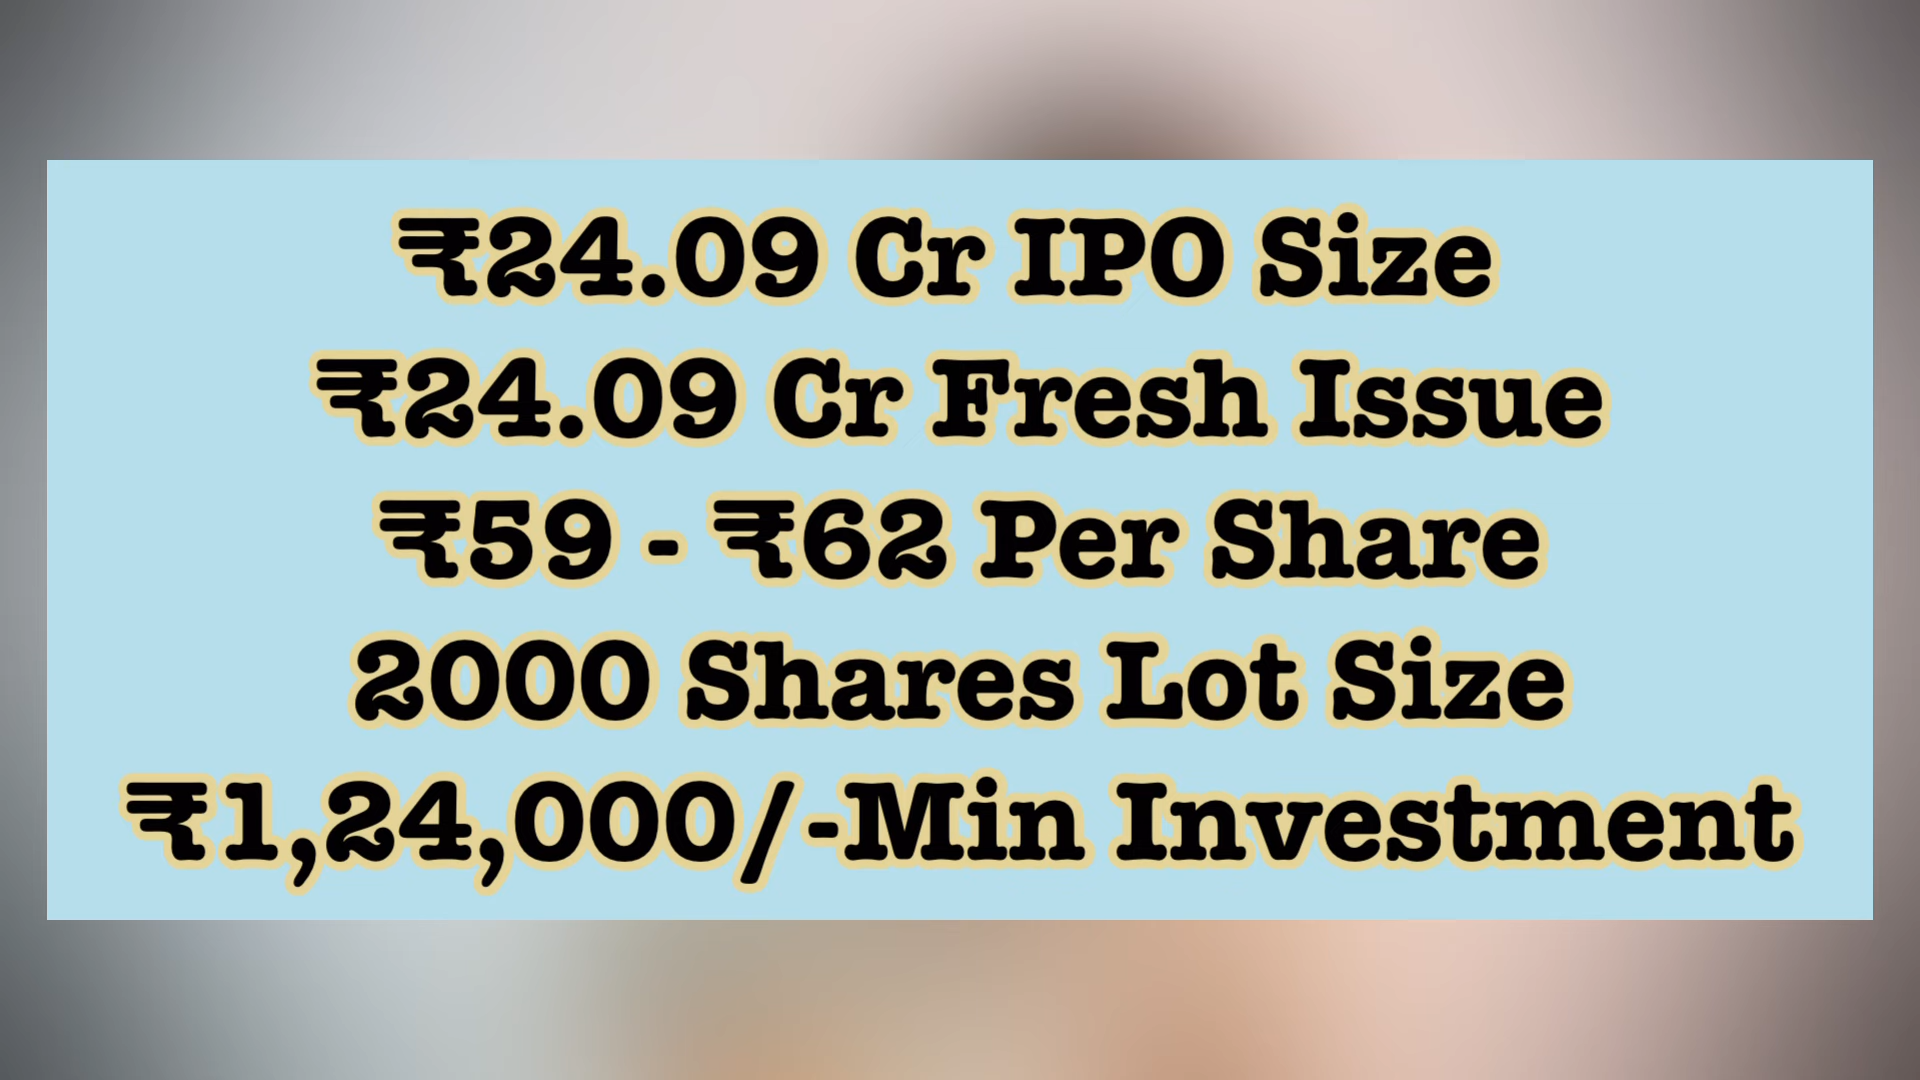 ₹24.09 Cr IPO Size
₹24.09 Cr Fresh Issue
₹59 - ₹62 Per Share
2000 Shares Lot Size
₹1,24,000/-Min Investment